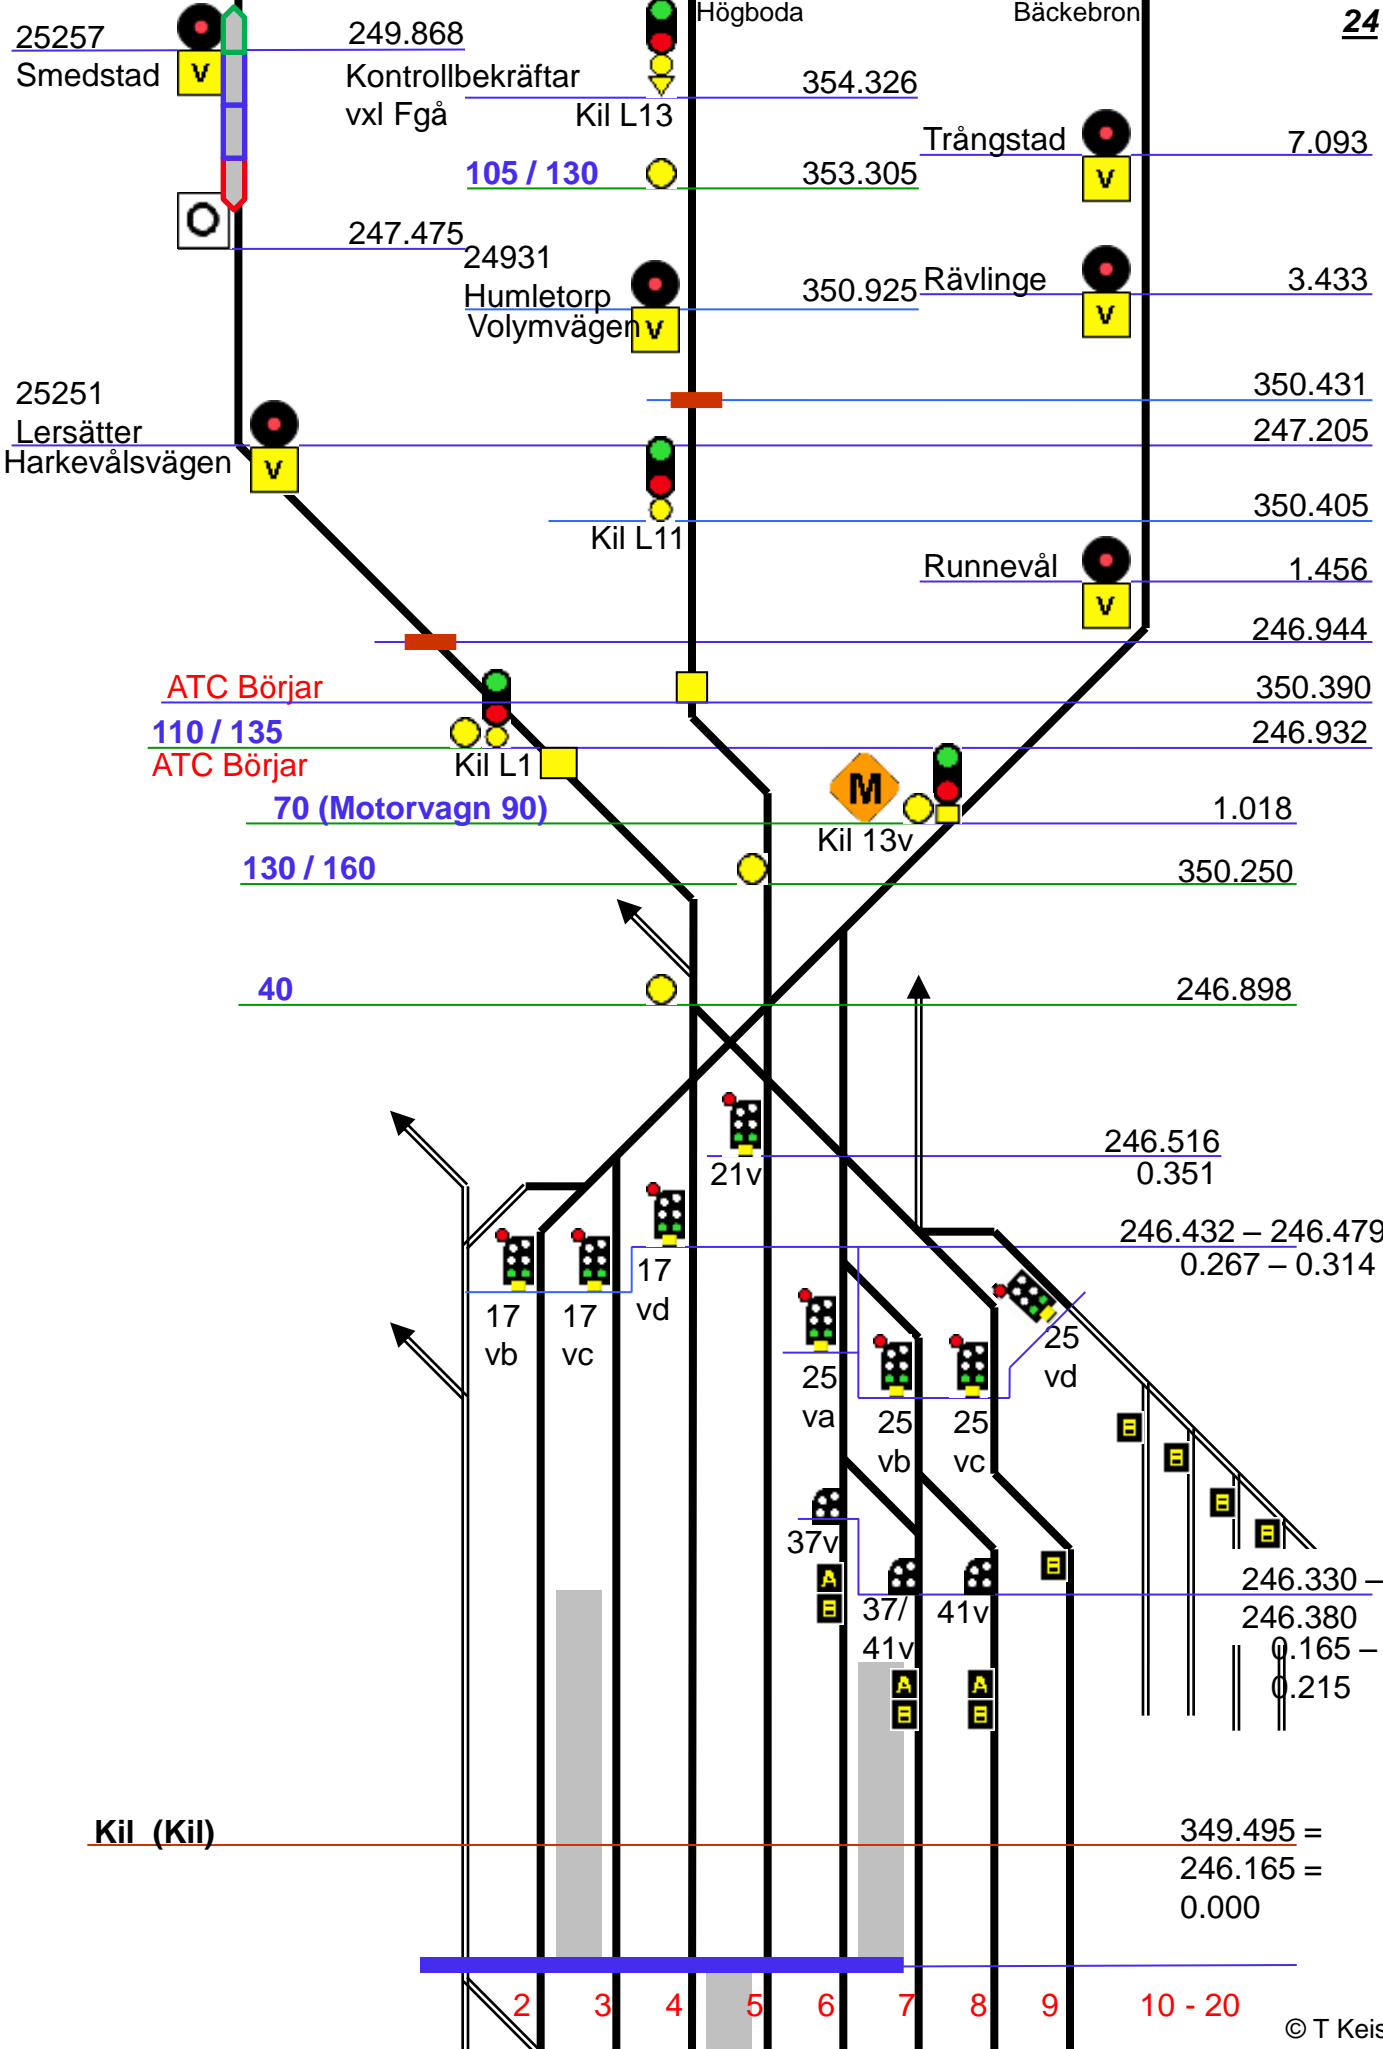 Högboda
Bäckebron
24
25257
249.868
Smedstad
V
Kontrollbekräftar
vxl Fgå
Kil L13
354.326
Trångstad
7.093
V
105 / 130
353.305
O
247.475
24931
Humletorp
Volymvägen
V
350.925
Rävlinge
3.433
V
350.431
25251
Lersätter
Harkevålsvägen
V
247.205
350.405
Kil L11
Runnevål
1.456
V
246.944
ATC Börjar
350.390
110 / 135
246.932
ATC Börjar
Kil L1
M
70 (Motorvagn 90)
1.018
Kil 13v
130 / 160
350.250
40
246.898
246.516
0.351
21v
246.432 – 246.479
0.267 – 0.314
17
vd
17
vb
17
vc
25
vd
25
va
25
vb
25
vc
B
B
B
B
37v
A
B
B
37/
41v
41v
246.330 –
246.380
0.165 –
0.215
A
B
A
B
Kil (Kil)
349.495 =
246.165 =
0.000
2
3
4
5
6
7
8
9
10 - 20
© T Keis